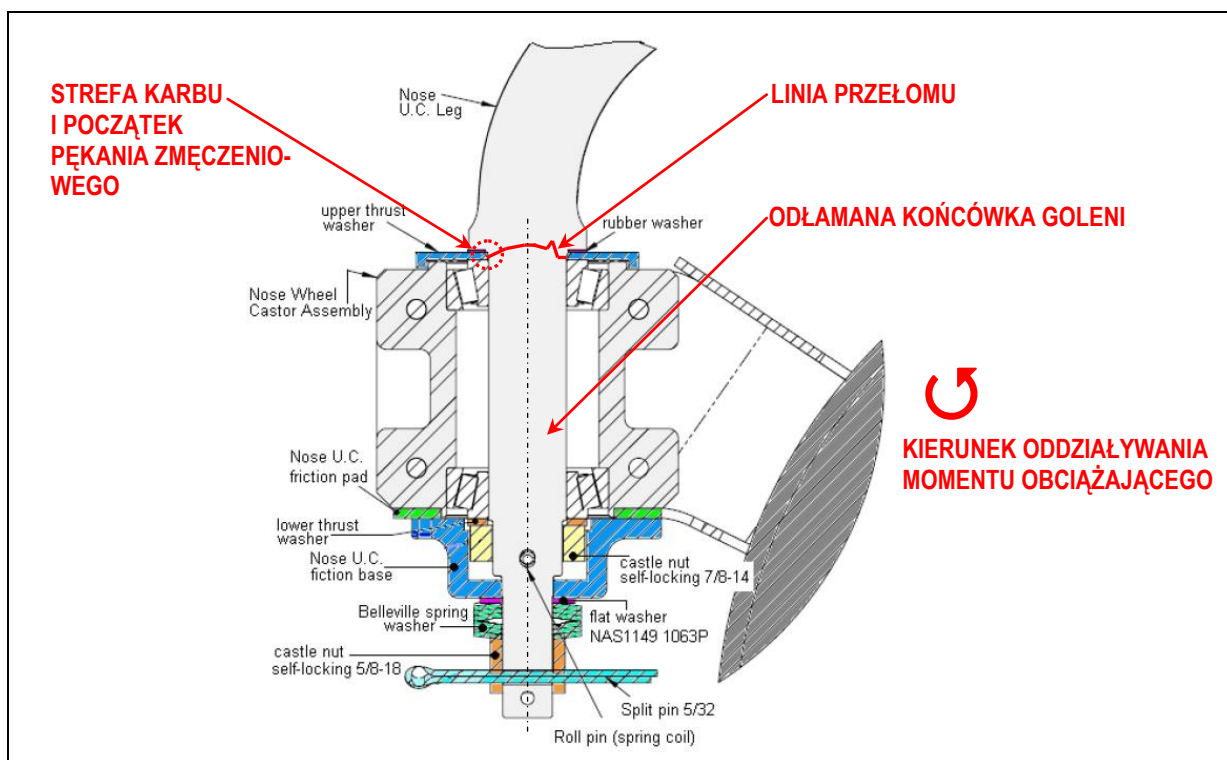 STREFA KARBU
I POCZĄTEK
PĘKANIA ZMĘCZENIO-
WEGO
Nose
U.C. Leg
LINIA PRZEŁOMU
upper thrust
washer
rubber washer
ODŁAMANA KOŃCÓWKA GOLENI
Nose Wheel
Castor Assembly
KIERUNEK ODDZIAŁYWANIA
MOMENTU OBCIĄŻAJĄCEGO
Nose U.C.
friction pad
lower thrust
washer
Nose U.C.
fiction base
castle nut
self-locking 7/8-14
Belleville spring
washer
flat washer
NAS1149 1063P
castle nut
self-locking 5/8-18
Split pin 5/32
Roll pin (spring coil)